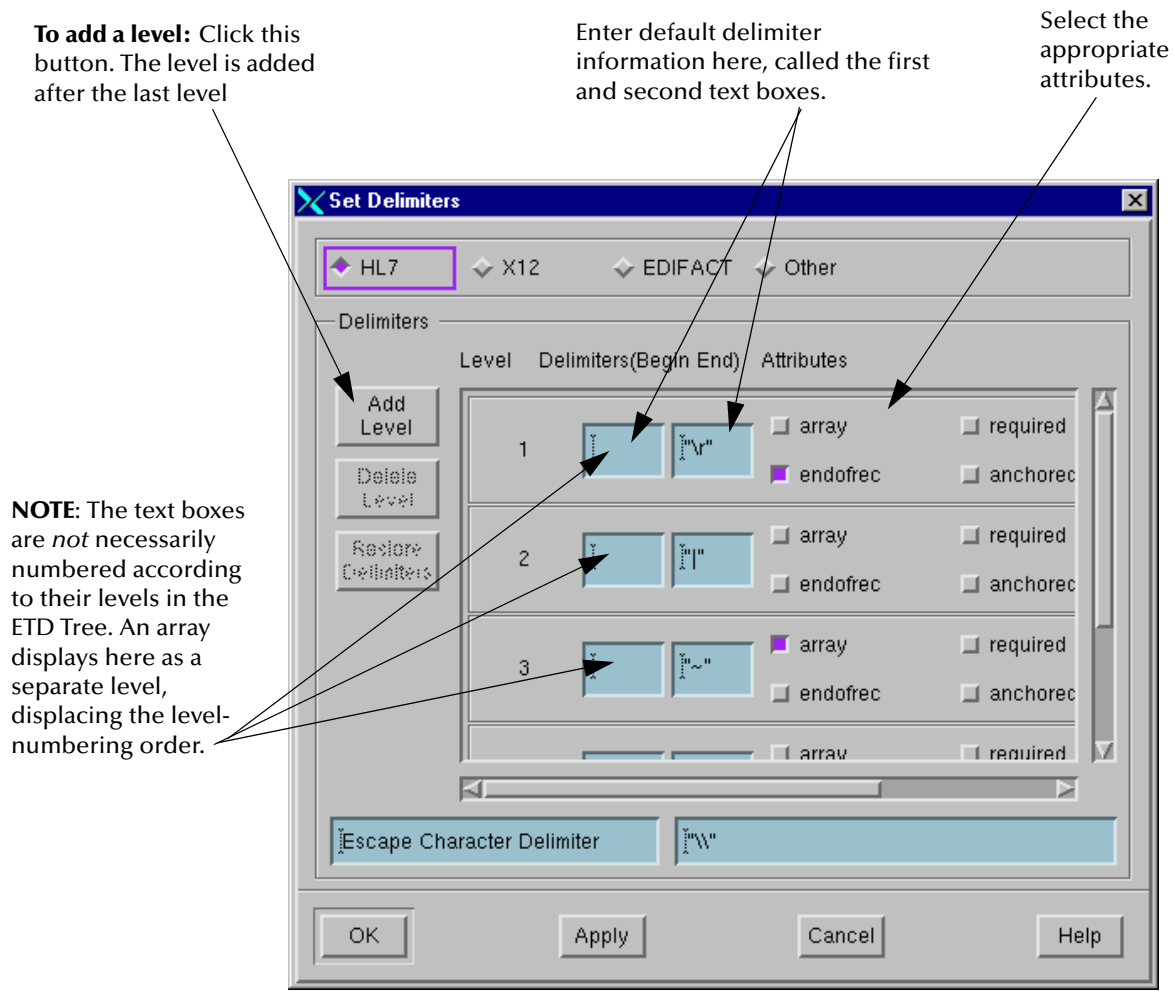 To add a level: Click this
button. The level is added
after the last level
Enter default delimiter
information here, called the first
and second text boxes.
Select the
appropriate
attributes.
Set Delimiters
HL7 X12 EDIFACT Other
Delimiters
Level Delimiters(Begin End) Attributes
Add
Level
Delete
Level
Restore
Delimiters
1 "\r" array required
endofrec anchorec
2 "|" array required
endofrec anchorec
3 "~" array required
endofrec anchorec
array required
NOTE: The text boxes
are not necessarily
numbered according
to their levels in the
ETD Tree. An array
displays here as a
separate level,
displacing the level-
numbering order.
Escape Character Delimiter "\\"
OK Apply Cancel Help